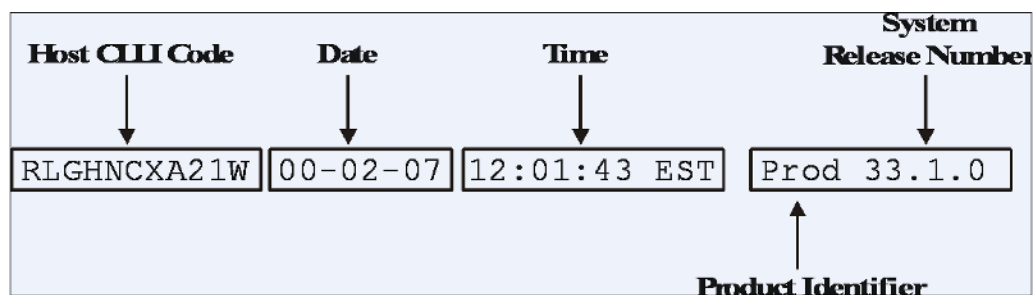 System
Host CLLI Code Date Time Release Number
RLGHNCXA21W 00-02-07 12:01:43 EST Prod 33.1.0
Product Identifier